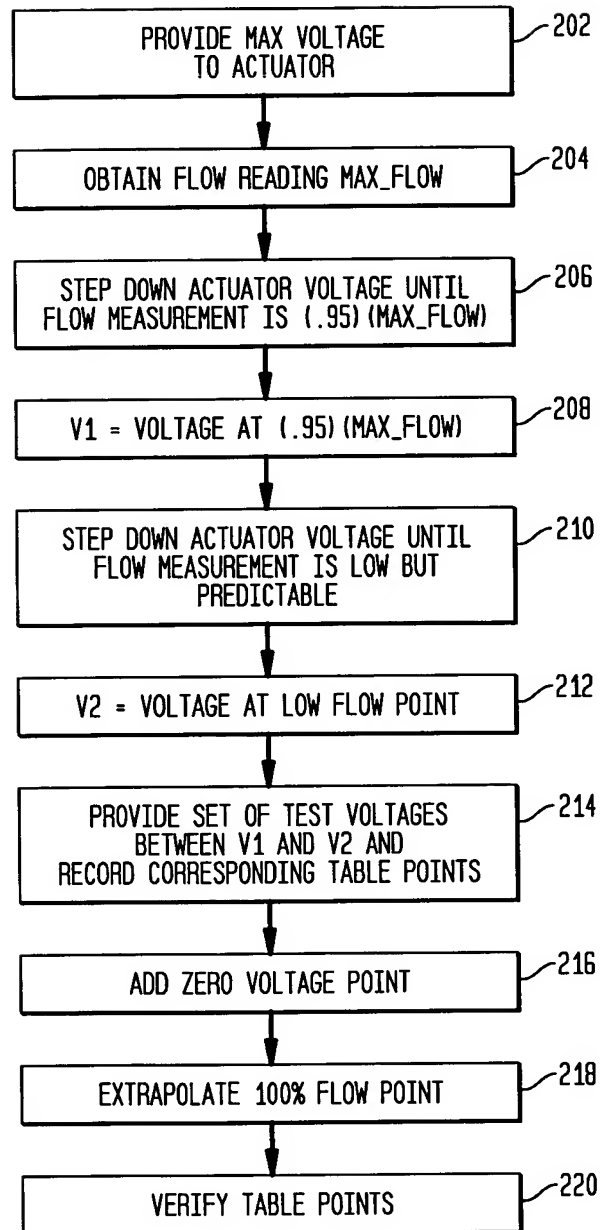 PROVIDE MAX VOLTAGE
TO ACTUATOR
202
OBTAIN FLOW READING MAX_FLOW
204
STEP DOWN ACTUATOR VOLTAGE UNTIL
FLOW MEASUREMENT IS (.95)(MAX_FLOW)
206
V1 = VOLTAGE AT (.95)(MAX_FLOW)
208
STEP DOWN ACTUATOR VOLTAGE UNTIL
FLOW MEASUREMENT IS LOW BUT
PREDICTABLE
210
V2 = VOLTAGE AT LOW FLOW POINT
212
PROVIDE SET OF TEST VOLTAGES
BETWEEN V1 AND V2 AND
RECORD CORRESPONDING TABLE POINTS
214
ADD ZERO VOLTAGE POINT
216
EXTRAPOLATE 100% FLOW POINT
218
VERIFY TABLE POINTS
220